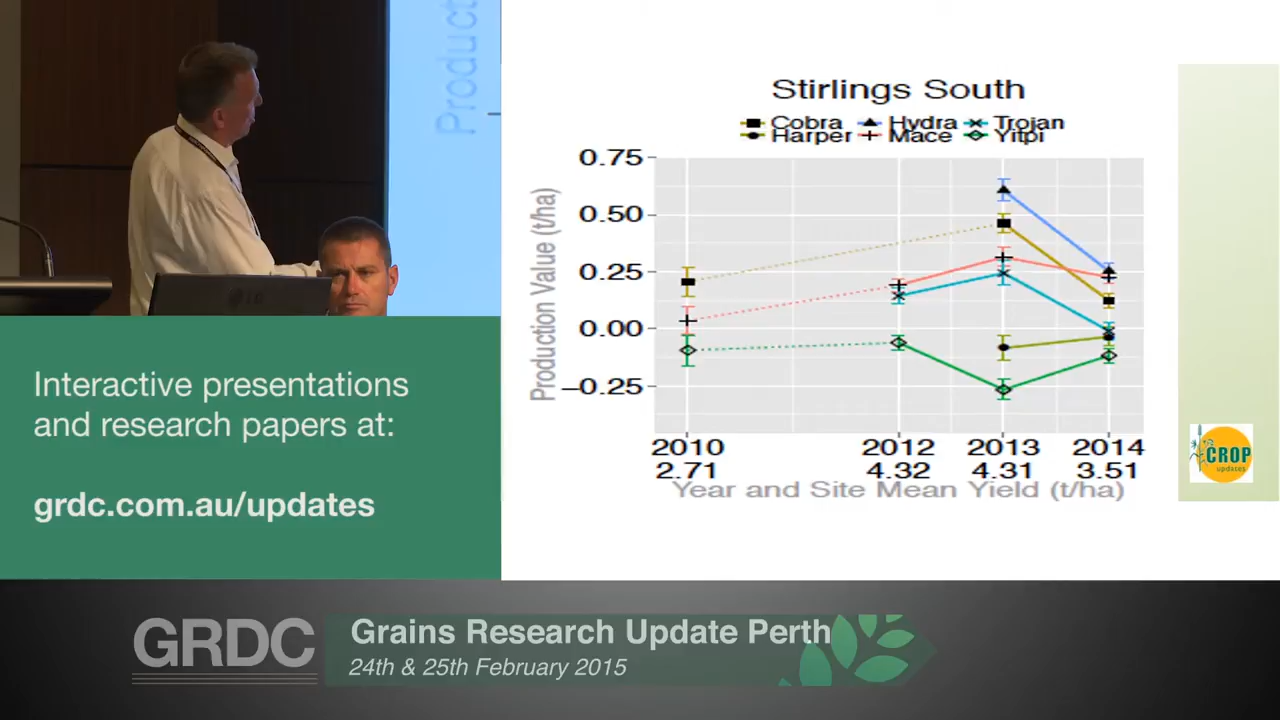 Product
LG
Interactive presentations
and research papers at:
grdc.com.au/updates
Stirlings South
Cobra Hydra Trojan
Harper Mace Yitpi
0.75
0.50
0.25
0.00
−0.25
Production Value (t/ha)
2010 2012 2013 2014
2.71 4.32 4.31 3.51
Year and Site Mean Yield (t/ha)
CROP
updates
GRDC
Grains Research Update Perth
24th & 25th February 2015